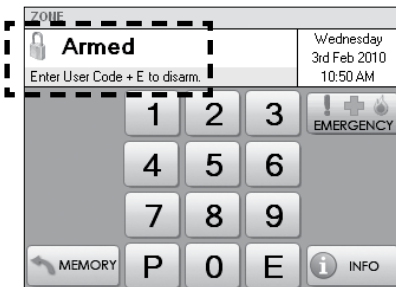 ZONE
Armed
Enter User Code + E to disarm.
Wednesday
3rd Feb 2010
10:50 AM
1 2 3
EMERGENCY
4 5 6
7 8 9
MEMORY P 0 E i INFO